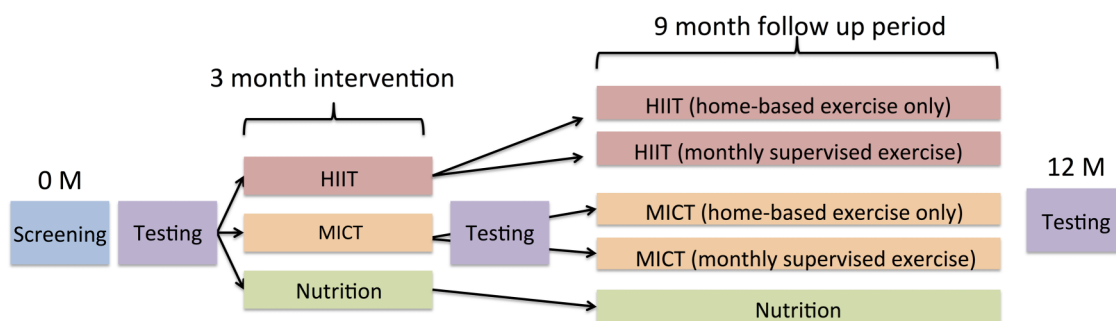 9 month follow up period
3 month intervention
HIIT (home-based exercise only)
HIIT (monthly supervised exercise)
0 M
HIIT
12 M
Screening
Testing
MICT
Testing
MICT (home-based exercise only)
MICT (monthly supervised exercise)
Testing
Nutrition
Nutrition